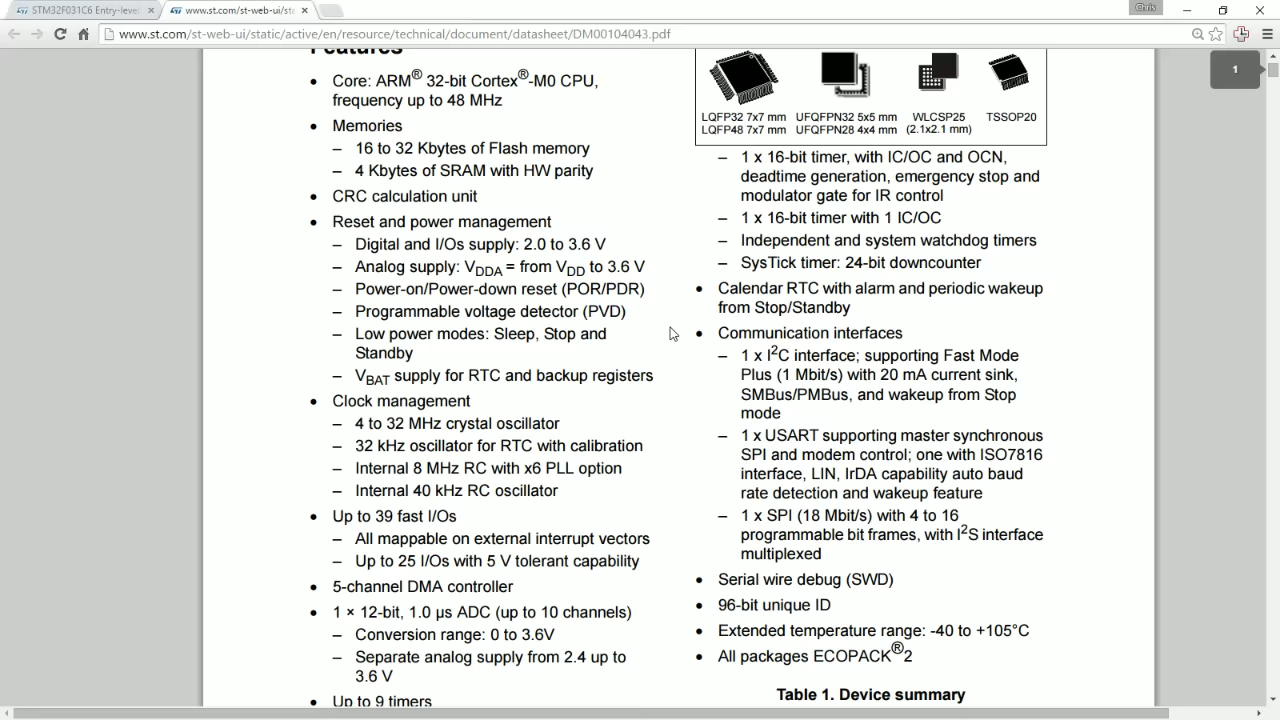 STM32F031C6 Entry-level
www.st.com/st-web-ui/sta
Chris
www.st.com/st-web-ui/static/active/en/resource/technical/document/datasheet/DM00104043.pdf
1
Features
• Core: ARM® 32-bit Cortex®-M0 CPU,
frequency up to 48 MHz
• Memories
– 16 to 32 Kbytes of Flash memory
– 4 Kbytes of SRAM with HW parity
• CRC calculation unit
• Reset and power management
– Digital and I/Os supply: 2.0 to 3.6 V
– Analog supply: VDDA = from VDD to 3.6 V
– Power-on/Power-down reset (POR/PDR)
– Programmable voltage detector (PVD)
– Low power modes: Sleep, Stop and
Standby
– VBAT supply for RTC and backup registers
• Clock management
– 4 to 32 MHz crystal oscillator
– 32 kHz oscillator for RTC with calibration
– Internal 8 MHz RC with x6 PLL option
– Internal 40 kHz RC oscillator
• Up to 39 fast I/Os
– All mappable on external interrupt vectors
– Up to 25 I/Os with 5 V tolerant capability
• 5-channel DMA controller
• 1 × 12-bit, 1.0 µs ADC (up to 10 channels)
– Conversion range: 0 to 3.6V
– Separate analog supply from 2.4 up to
3.6 V
• Up to 9 timers
LQFP32 7x7 mm UFQFPN32 5x5 mm WLCSP25 TSSOP20
LQFP48 7x7 mm UFQFPN28 4x4 mm (2.1x2.1 mm)
– 1 x 16-bit timer, with IC/OC and OCN,
deadtime generation, emergency stop and
modulator gate for IR control
– 1 x 16-bit timer with 1 IC/OC
– Independent and system watchdog timers
– SysTick timer: 24-bit downcounter
• Calendar RTC with alarm and periodic wakeup
from Stop/Standby
• Communication interfaces
– 1 x I²C interface; supporting Fast Mode
Plus (1 Mbit/s) with 20 mA current sink,
SMBus/PMBus, and wakeup from Stop
mode
– 1 x USART supporting master synchronous
SPI and modem control; one with ISO7816
interface, LIN, IrDA capability auto baud
rate detection and wakeup feature
– 1 x SPI (18 Mbit/s) with 4 to 16
programmable bit frames, with I²S interface
multiplexed
• Serial wire debug (SWD)
• 96-bit unique ID
• Extended temperature range: -40 to +105°C
• All packages ECOPACK®2
Table 1. Device summary